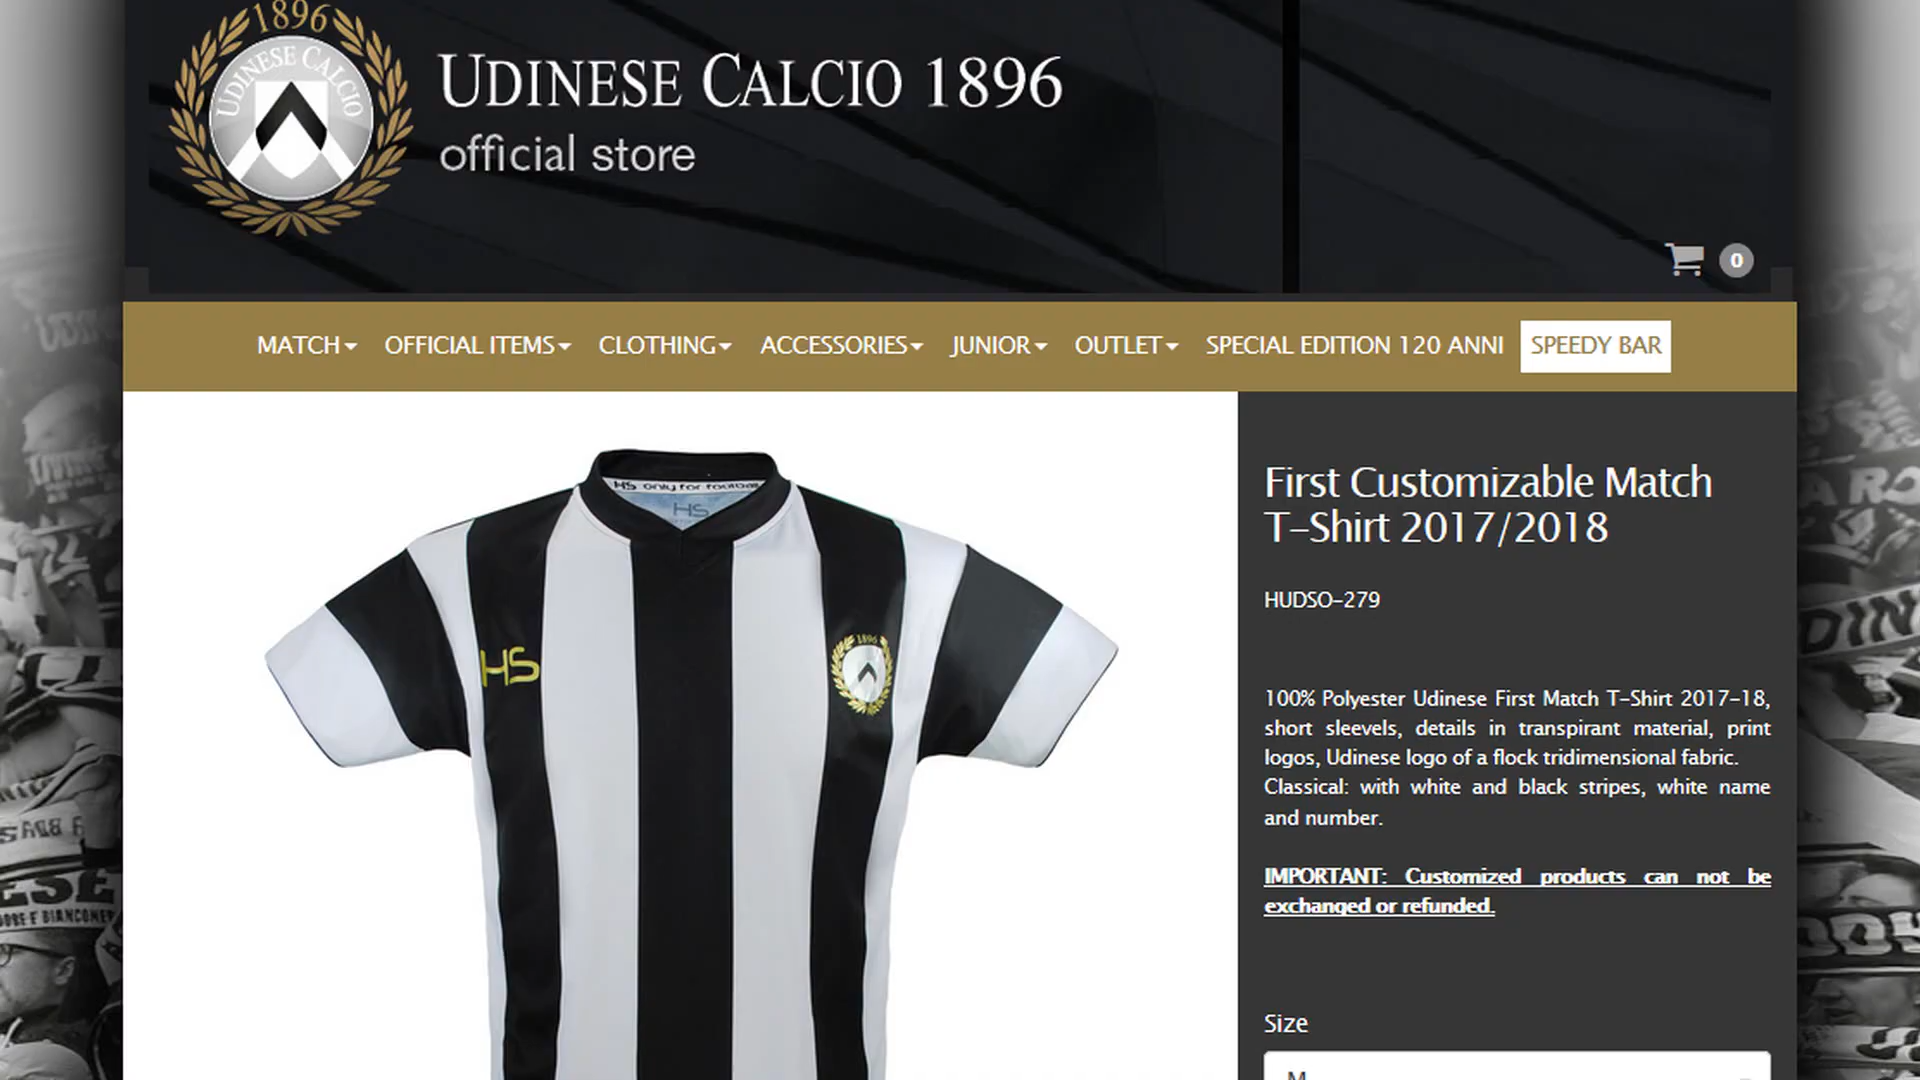 1896
UDINESE CALCIO
UDINESE CALCIO 1896
official store
0
MATCH OFFICIAL ITEMS CLOTHING ACCESSORIES JUNIOR OUTLET SPECIAL EDITION 120 ANNI SPEEDY BAR
HS only for football
HS
HS
1896
First Customizable Match
T-Shirt 2017/2018
HUDSO-279
100% Polyester Udinese First Match T-Shirt 2017-18,
short sleevels, details in transpirant material, print
logos, Udinese logo of a flock tridimensional fabric.
Classical: with white and black stripes, white name
and number.
IMPORTANT: Customized products can not be
exchanged or refunded.
Size
M